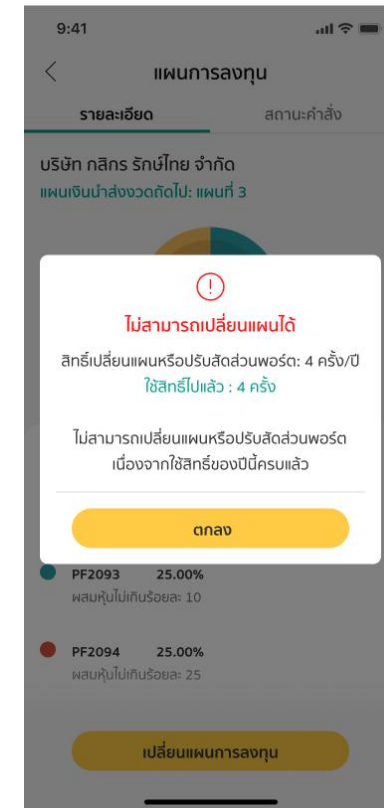 9:41
แผนการลงทุน
รายละเอียด
สถานะคำสั่ง
บริษัท กสิกร รักษ์ไทย จำกัด
แผนเงินนำส่งงวดถัดไป: แผนที่ 3
ไม่สามารถเปลี่ยนแผนได้
สิทธิ์เปลี่ยนแผนหรือปรับสัดส่วนพอร์ต: 4 ครั้ง/ปี
ใช้สิทธิ์ไปแล้ว : 4 ครั้ง
ไม่สามารถเปลี่ยนแผนหรือปรับสัดส่วนพอร์ต
เนื่องจากใช้สิทธิ์ของปีนี้ครบแล้ว
ตกลง
PF2093 25.00%
ผสมหุ้นไม่เกินร้อยละ 10
PF2094 25.00%
ผสมหุ้นไม่เกินร้อยละ 25
เปลี่ยนแผนการลงทุน